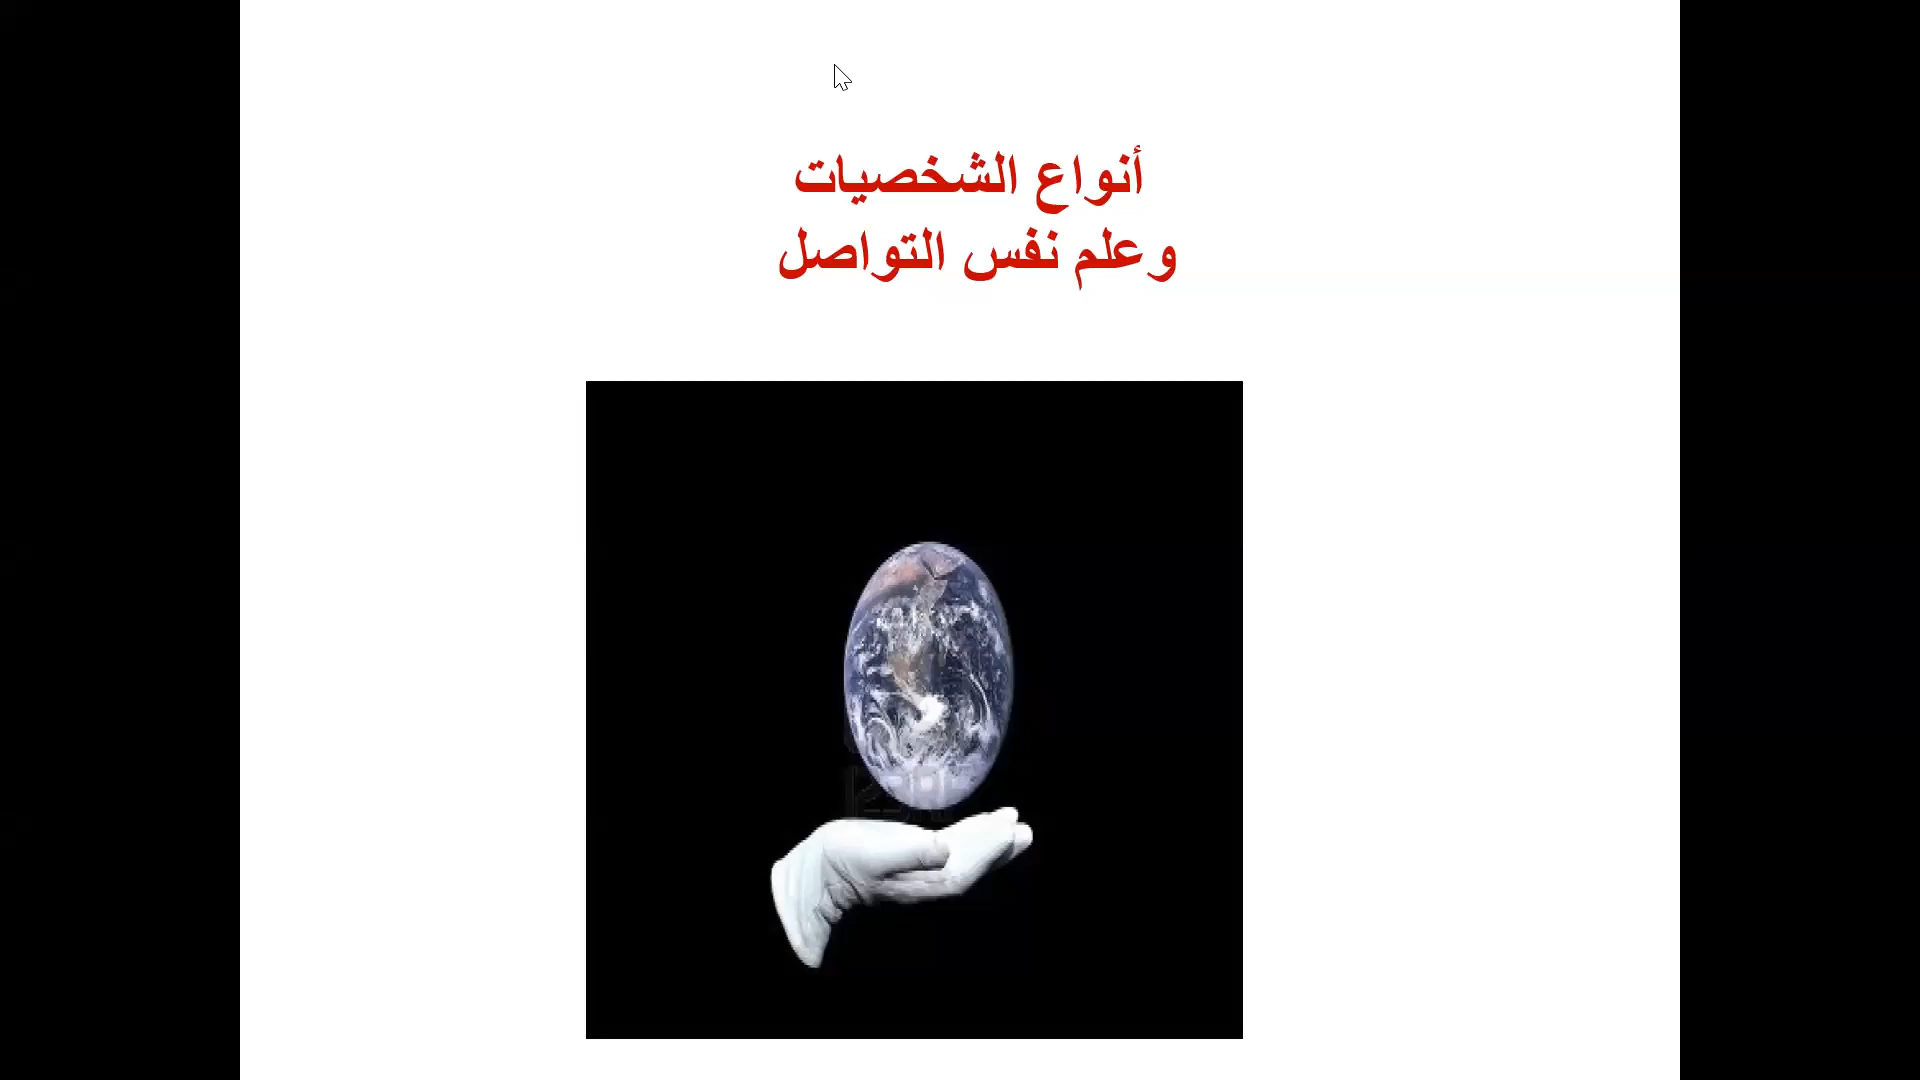 أنواع الشخصيات
وعلم نفس التواصل